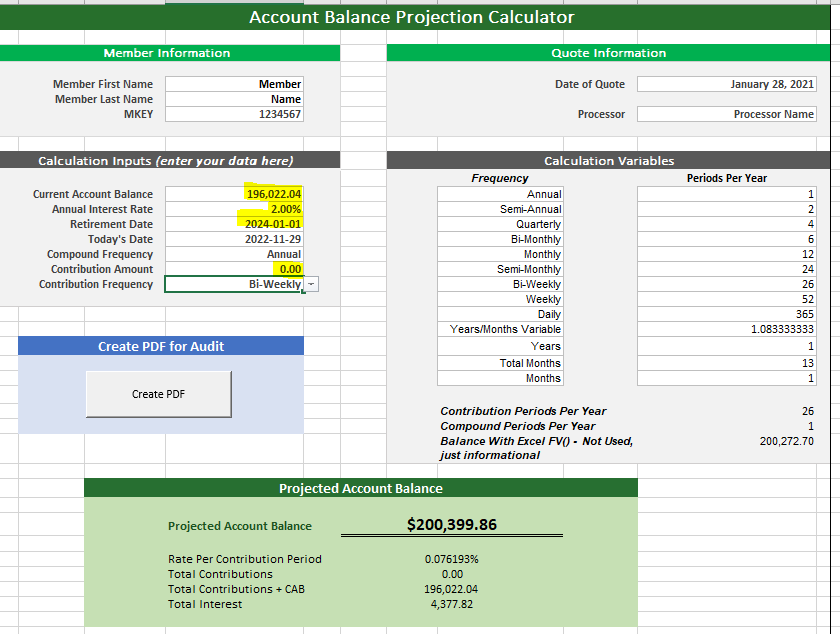 Account Balance Projection Calculator
Member Information
Member First Name Member
Member Last Name Name
MKEY 1234567
Quote Information
Date of Quote January 28, 2021
Processor Processor Name
Calculation Inputs (enter your data here)
Current Account Balance 196,022.04
Annual Interest Rate 2.00%
Retirement Date 2024-01-01
Today's Date 2022-11-29
Compound Frequency Annual
Contribution Amount 0.00
Contribution Frequency Bi-Weekly
Calculation Variables
Frequency Periods Per Year
Annual 1
Semi-Annual 2
Quarterly 4
Bi-Monthly 6
Monthly 12
Semi-Monthly 24
Bi-Weekly 26
Weekly 52
Daily 365
Years/Months Variable 1.083333333
Years 1
Total Months 13
Months 1
Contribution Periods Per Year 26
Compound Periods Per Year 1
Balance With Excel FV() - Not Used, 200,272.70
just informational
Create PDF for Audit
Create PDF
Projected Account Balance
Projected Account Balance $200,399.86
Rate Per Contribution Period 0.076193%
Total Contributions 0.00
Total Contributions + CAB 196,022.04
Total Interest 4,377.82